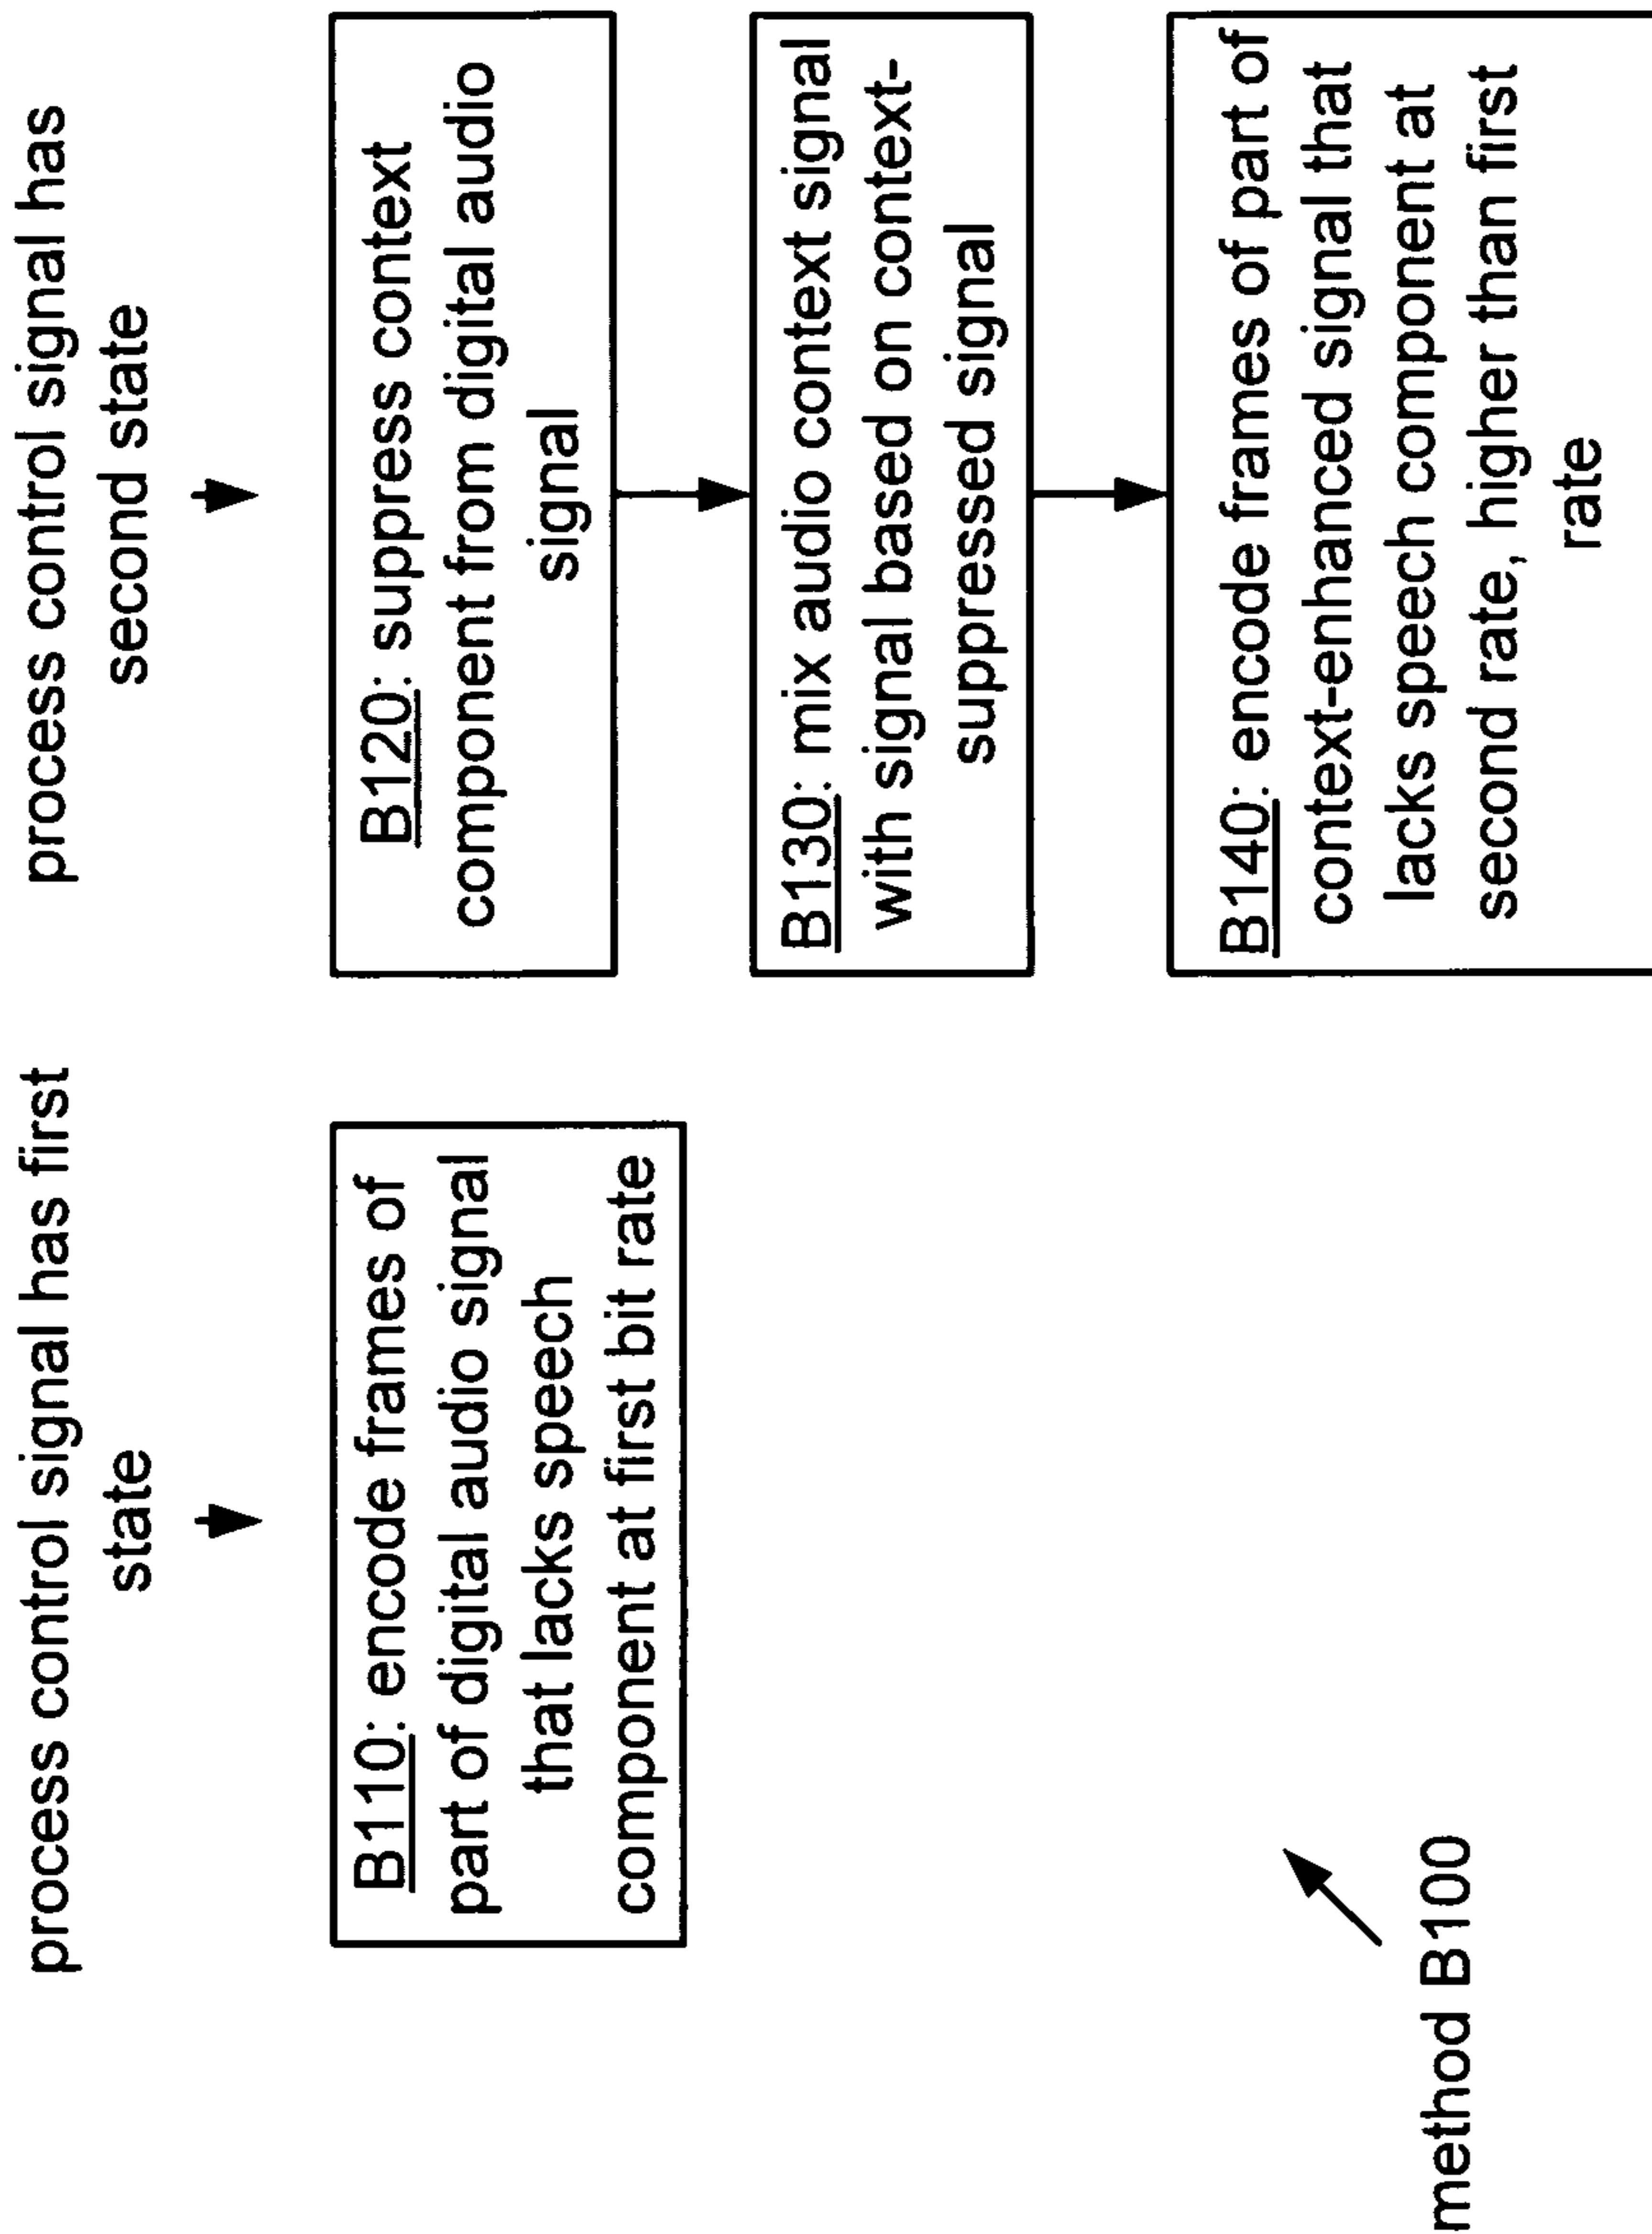 process control signal has first
state
B110: encode frames of
part of digital audio signal
that lacks speech
component at first bit rate
process control signal has
second state
B120: suppress context
component from digital audio
signal
B130: mix audio context signal
with signal based on context-
suppressed signal
B140: encode frames of part of
context-enhanced signal that
lacks speech component at
second rate, higher than first
rate
method B100